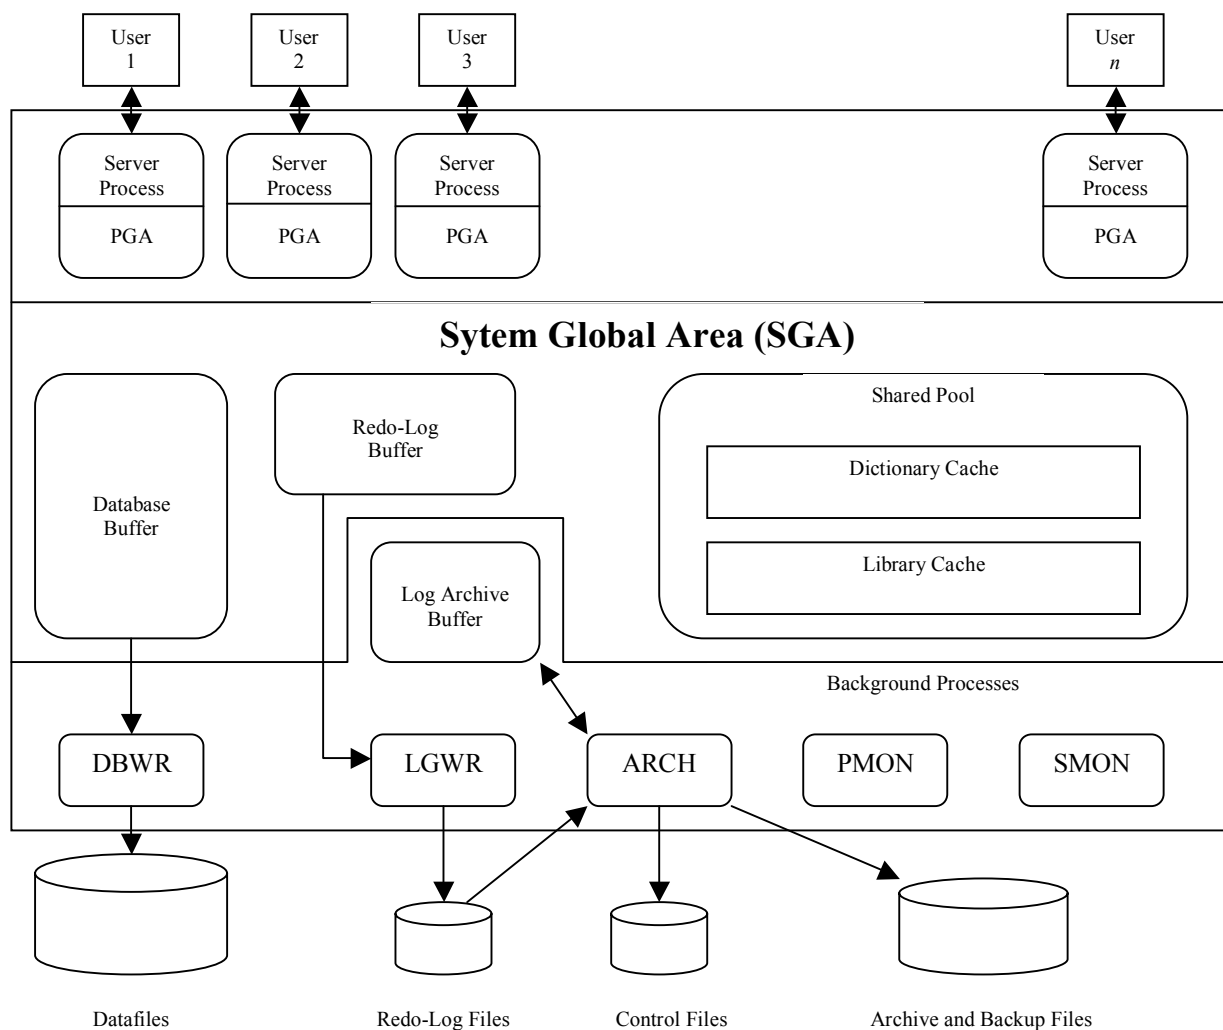 User
1
User
2
User
3
User
n
Server
Process
PGA
Server
Process
PGA
Server
Process
PGA
Server
Process
PGA
Sytem Global Area (SGA)
Database
Buffer
Redo-Log
Buffer
Log Archive
Buffer
Shared Pool
Dictionary Cache
Library Cache
Background Processes
DBWR
LGWR
ARCH
PMON
SMON
Datafiles
Redo-Log Files
Control Files
Archive and Backup Files